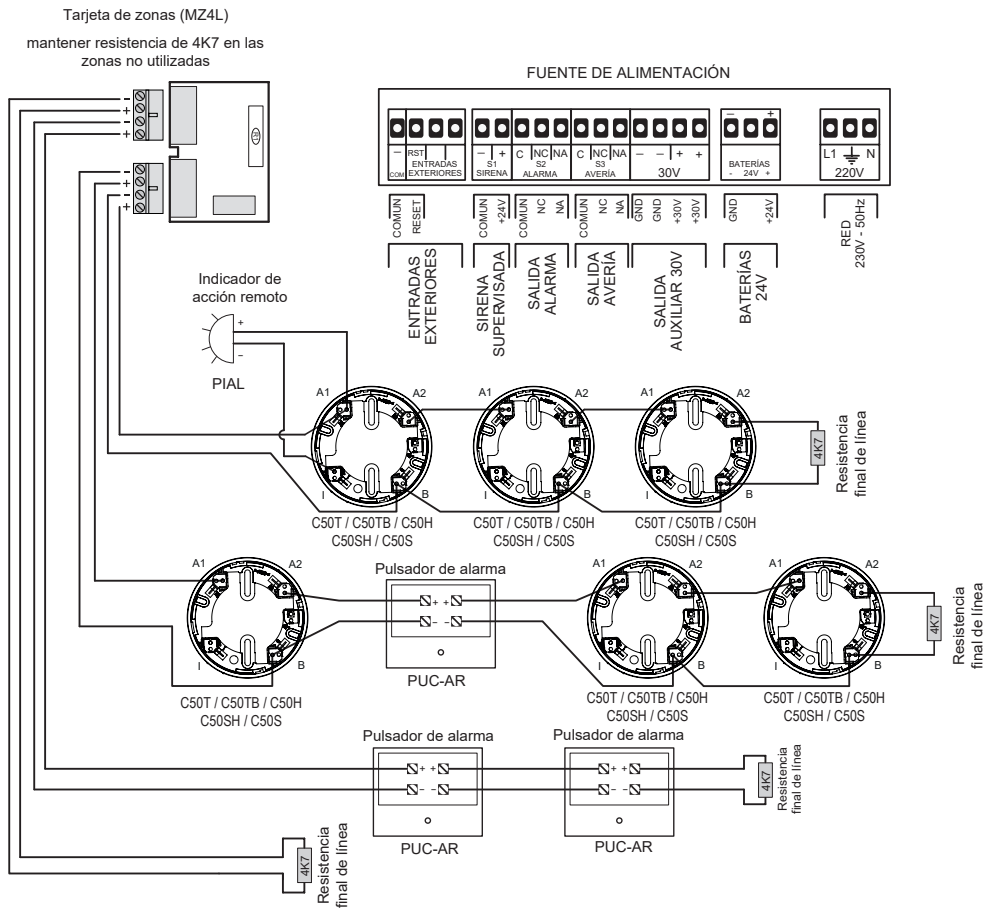 Tarjeta de zonas (MZ4L)
mantener resistencia de 4K7 en las
zonas no utilizadas
-
+
-
+
-
+
-
+
FUENTE DE ALIMENTACIÓN
- + - +
- RST - + C NC NA C NC NA - - + + L1 N
COM ENTRADAS EXTERIORES
S1 SIRENA
S2 ALARMA
S3 AVERÍA
30V
BATERÍAS
- 24V +
220V
COMUN
RESET
COMUN
+24V
COMUN
NC
NA
COMUN
NC
NA
GND
GND
+30V
+30V
GND
+24V
RED
230V - 50Hz
ENTRADAS
EXTERIORES
SIRENA
SUPERVISADA
SALIDA
ALARMA
SALIDA
AVERÍA
SALIDA
AUXILIAR 30V
BATERÍAS
24V
Indicador de
acción remoto
+
-
PIAL
A1 A2 A1 A2 A1 A2
I B I B I B
4K7
Resistencia
final de línea
C50T / C50TB / C50H C50T / C50TB / C50H C50T / C50TB / C50H
C50SH / C50S C50SH / C50S C50SH / C50S
A1 A2 Pulsador de alarma A1 A2 A1 A2
+ +
- -
I B I B I B
4K7
Resistencia
final de línea
PUC-AR
C50T / C50TB / C50H C50T / C50TB / C50H C50T / C50TB / C50H
C50SH / C50S C50SH / C50S C50SH / C50S
Pulsador de alarma Pulsador de alarma
+ + + +
- - - -
4K7
Resistencia
final de línea
PUC-AR PUC-AR
4K7
Resistencia
final de línea